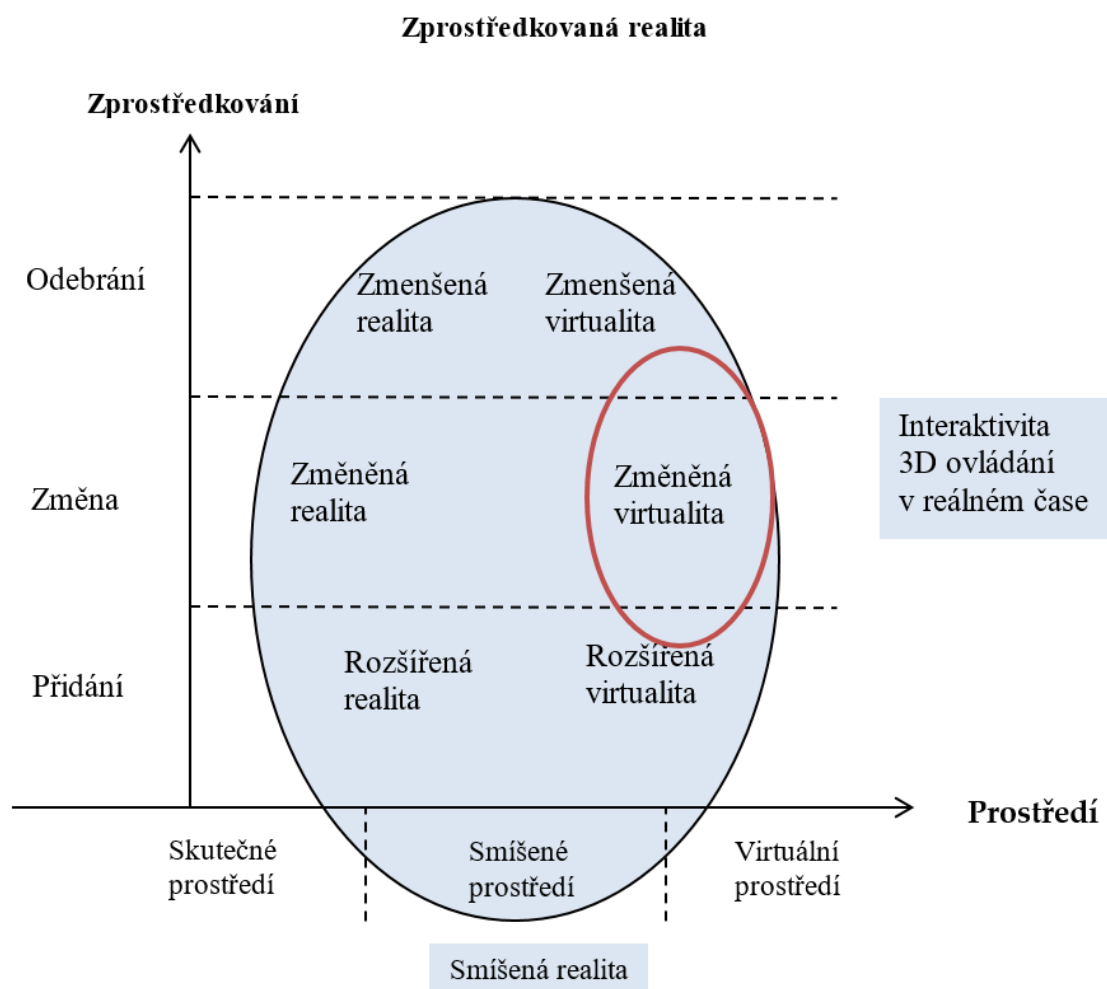 Zprostředkovaná realita
Zprostředkování
Odebrání
Zmenšená
realita
Zmenšená
virtualita
Změna
Změněná
realita
Změněná
virtualita
Interaktivita
3D ovládání
v reálném čase
Přidání
Rozšířená
realita
Rozšířená
virtualita
Prostředí
Skutečné
prostředí
Smíšené
prostředí
Virtuální
prostředí
Smíšená realita